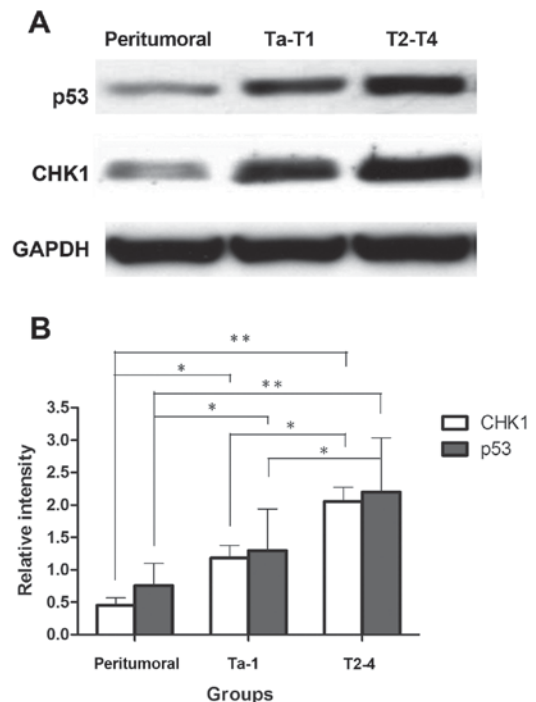 A
Peritumoral Ta-T1 T2-T4
p53
CHK1
GAPDH
B
**
*
**
*
*
*
3.5
3.0
2.5
2.0
1.5
1.0
0.5
0.0
Relative intensity
CHK1
p53
Peritumoral Ta-1 T2-4
Groups